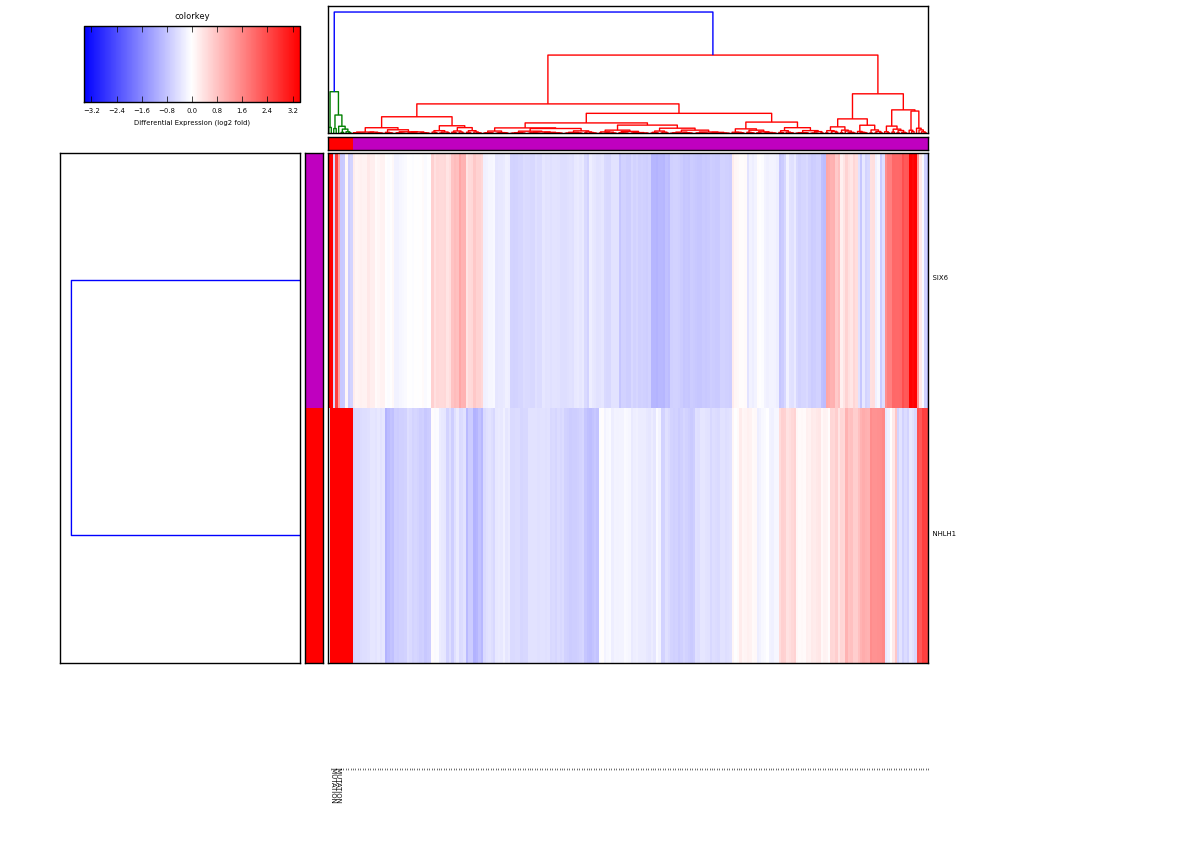 colorkey
−3.2 −2.4 −1.6 −0.8 0.0 0.8 1.6 2.4 3.2
Differential Expression (log2 fold)
SIX6
NHLH1
MUTATION
MUTATION